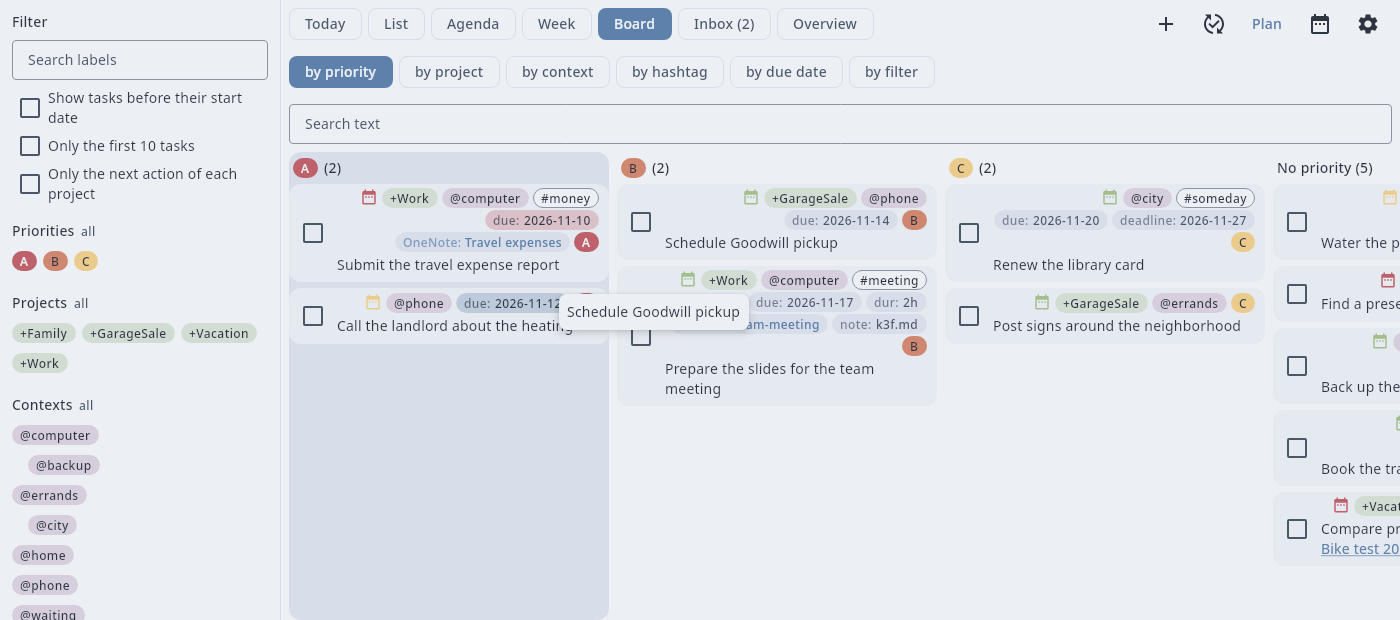 Filter
Search labels
Show tasks before their start
date
Only the first 10 tasks
Only the next action of each
project
Priorities all
A B C
Projects all
+Family +GarageSale +Vacation
+Work
Contexts all
@computer
@backup
@errands
@city
@home
@phone
@waiting
Today List Agenda Week Board Inbox (2) Overview Plan
by priority by project by context by hashtag by due date by filter
Search text
A (2)
+Work @computer #money
due: 2026-11-10
OneNote: Travel expenses A
Submit the travel expense report
@phone due: 2026-11-12
Call the landlord about the heating
Schedule Goodwill pickup
B (2)
+GarageSale @phone
due: 2026-11-14 B
Schedule Goodwill pickup
+Work @computer #meeting
due: 2026-11-17 dur: 2h
am-meeting note: k3f.md
B
Prepare the slides for the team
meeting
C (2)
@city #someday
due: 2026-11-20 deadline: 2026-11-27
C
Renew the library card
+GarageSale @errands C
Post signs around the neighborhood
No priority (5)
Water the p
Find a prese
Back up the
Book the tra
+Vacat
Compare pr
Bike test 20